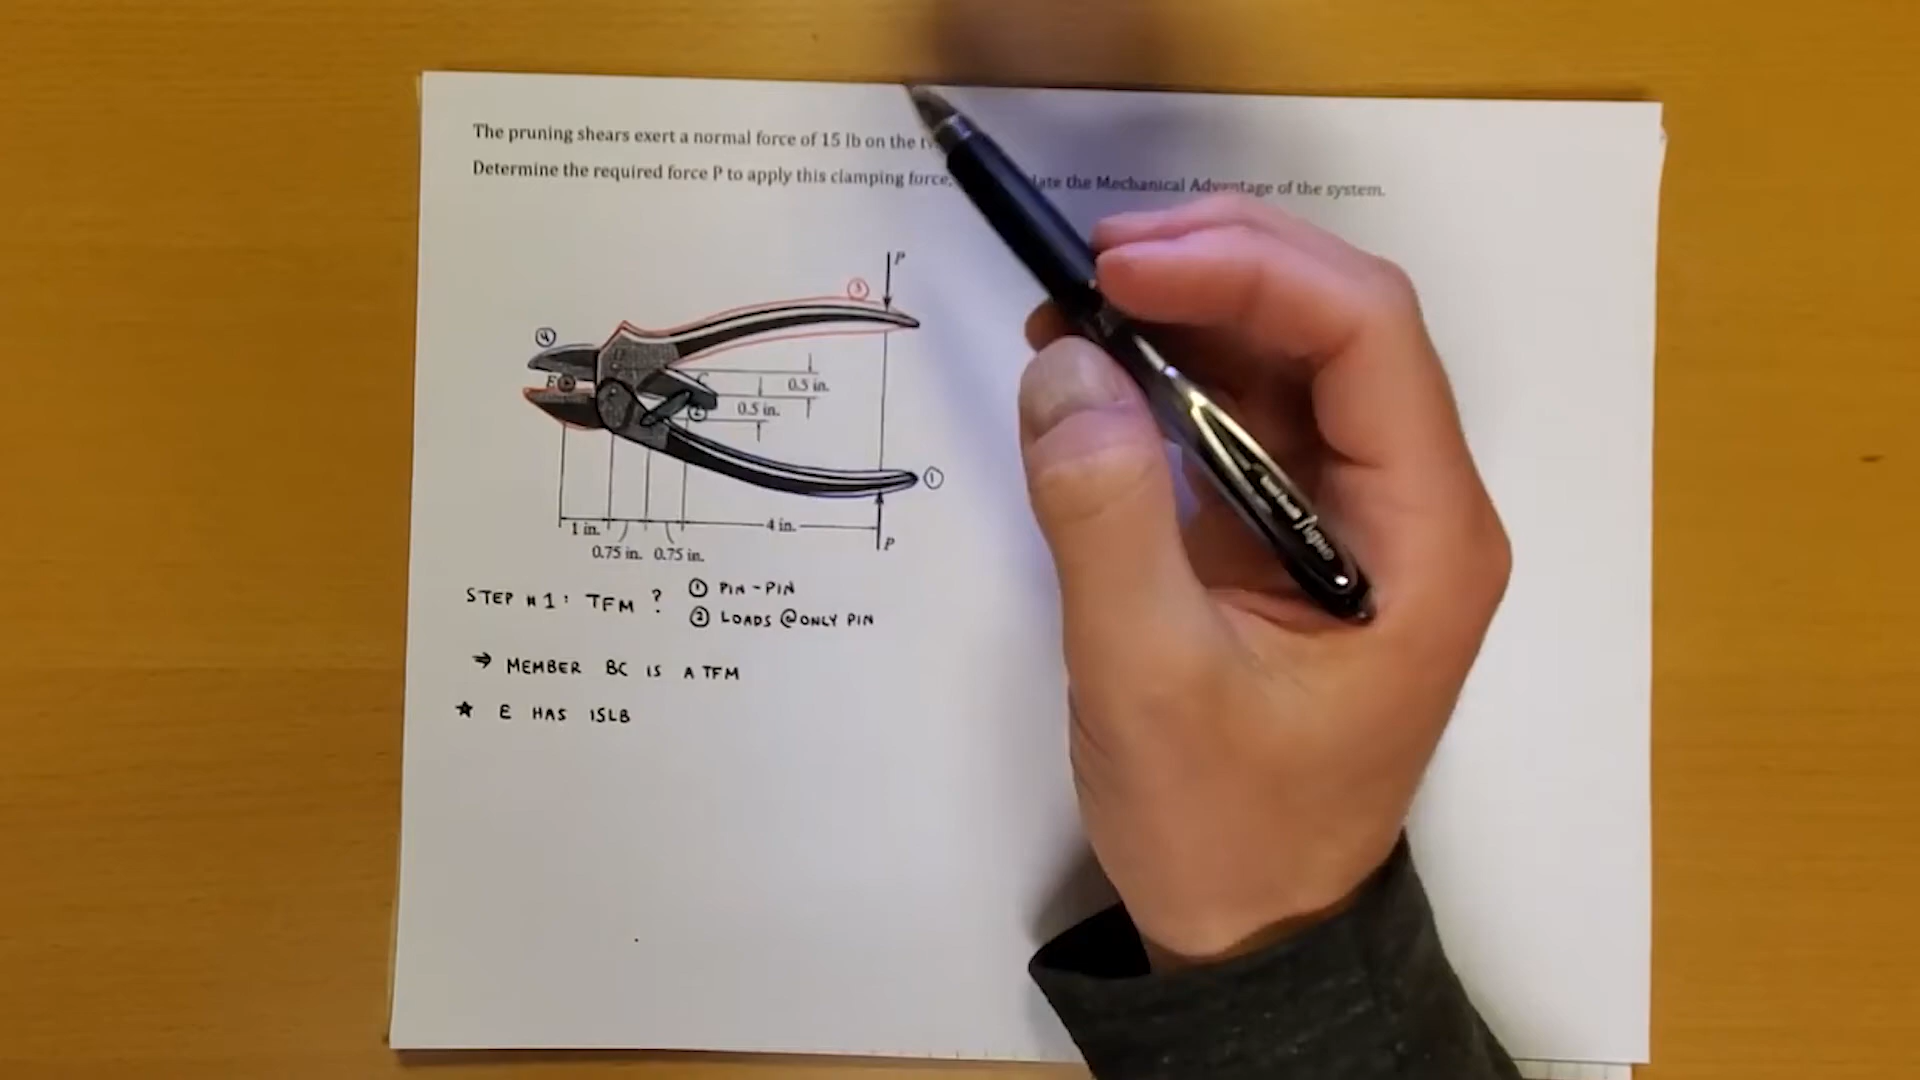 The pruning shears exert a normal force of 15 lb on the
Determine the required force P to apply this clamping force, the Mechanical Advantage of the system.
P
③
④
E
D
C
0.5 in.
②
0.5 in.
①
1 in.
4 in.
0.75 in. 0.75 in.
P
STEP #1: TFM ? ① PIN-PIN
② LOADS @ONLY PIN
⇒ MEMBER BC IS A TFM
★ E HAS 15LB